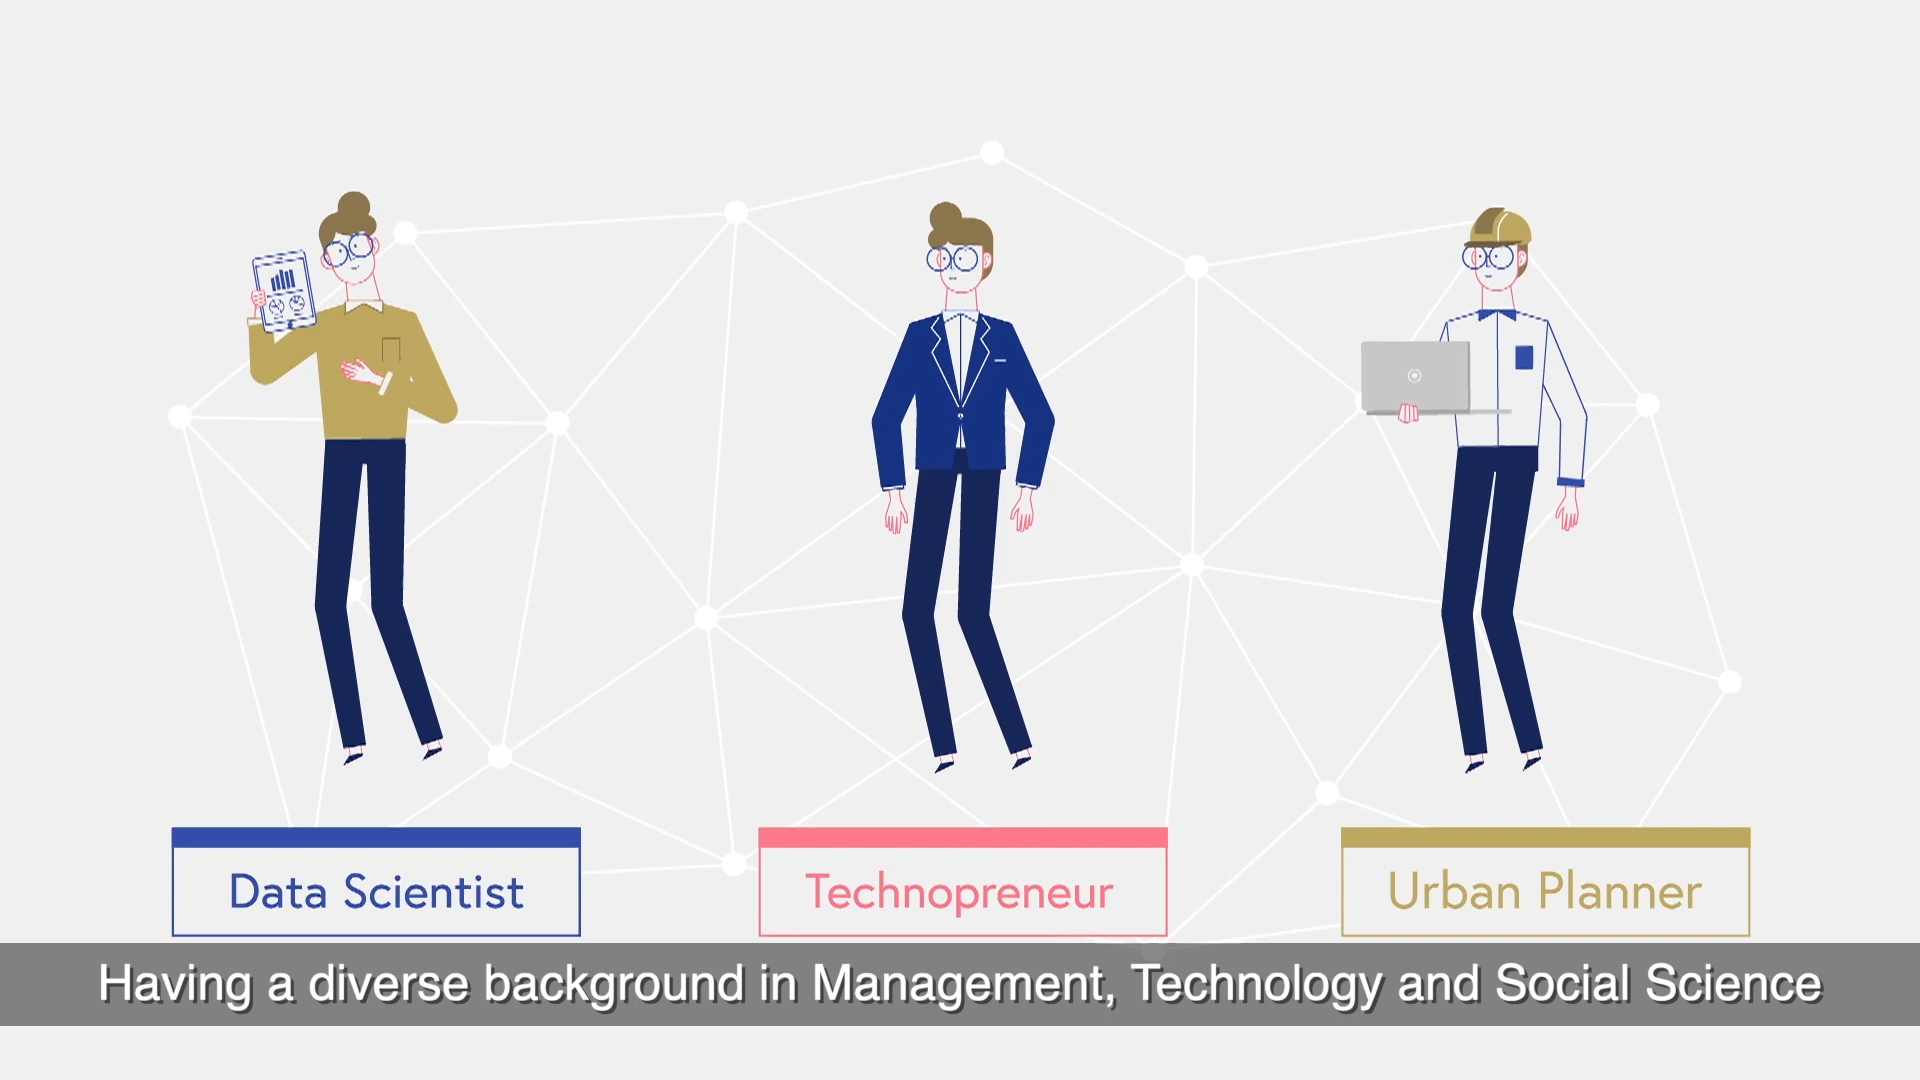 Data Scientist
Technopreneur
Urban Planner
Having a diverse background in Management, Technology and Social Science